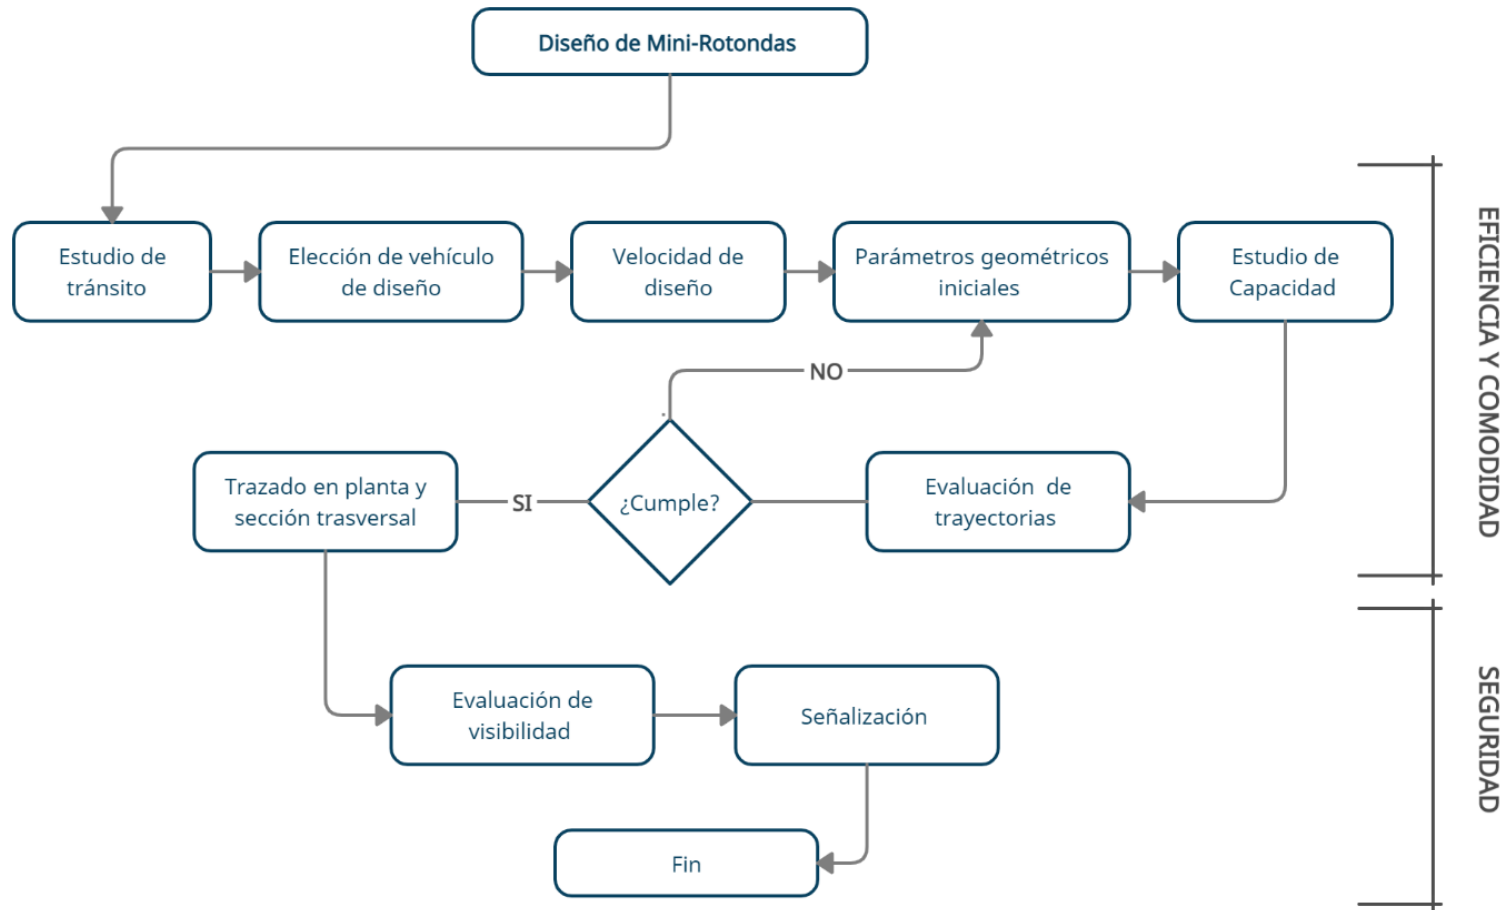 Diseño de Mini-Rotondas
Estudio de
tránsito
Elección de vehículo
de diseño
Velocidad de
diseño
Parámetros geométricos
iniciales
Estudio de
Capacidad
NO
Evaluación de
trayectorias
¿Cumple?
SI
Trazado en planta y
sección trasversal
Evaluación de
visibilidad
Señalización
Fin
EFICIENCIA Y COMODIDAD
SEGURIDAD